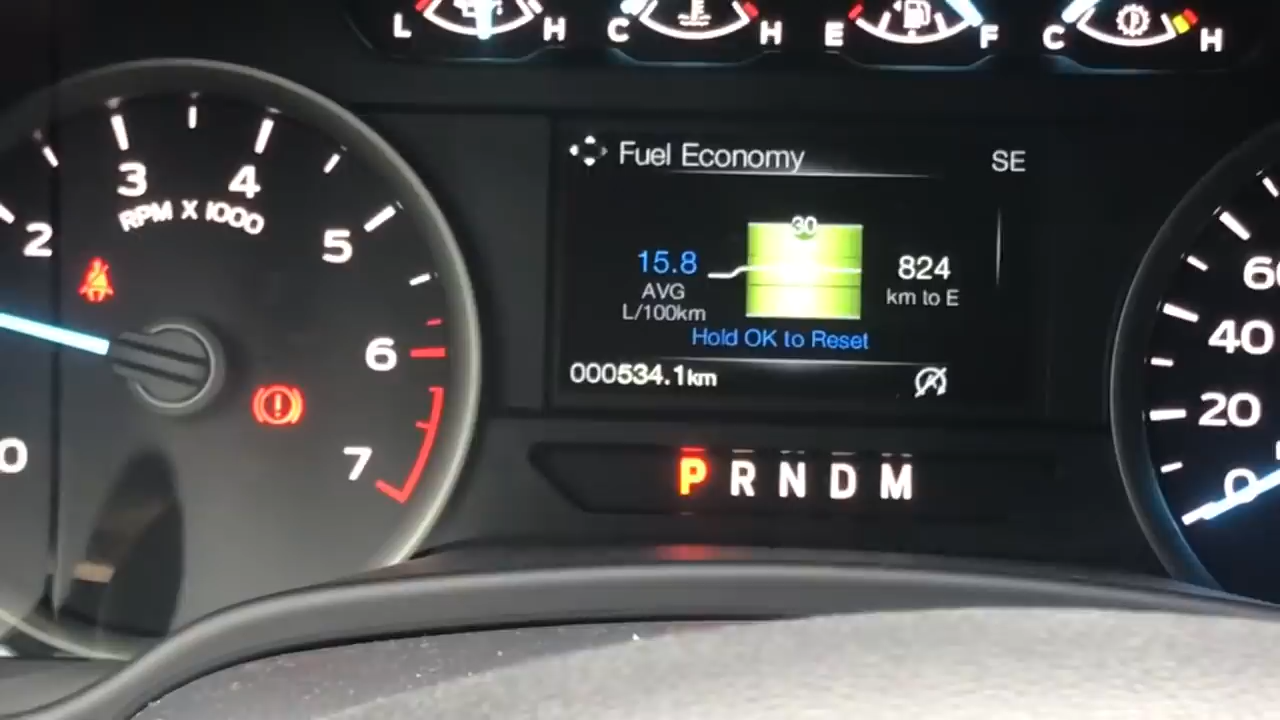 L H C H E F C H
Fuel Economy SE
30
15.8
AVG
L/100km
824
km to E
Hold OK to Reset
000534.1km
P R N D M
0 2 3 4 5 6 7
RPM X 1000
0 20 40